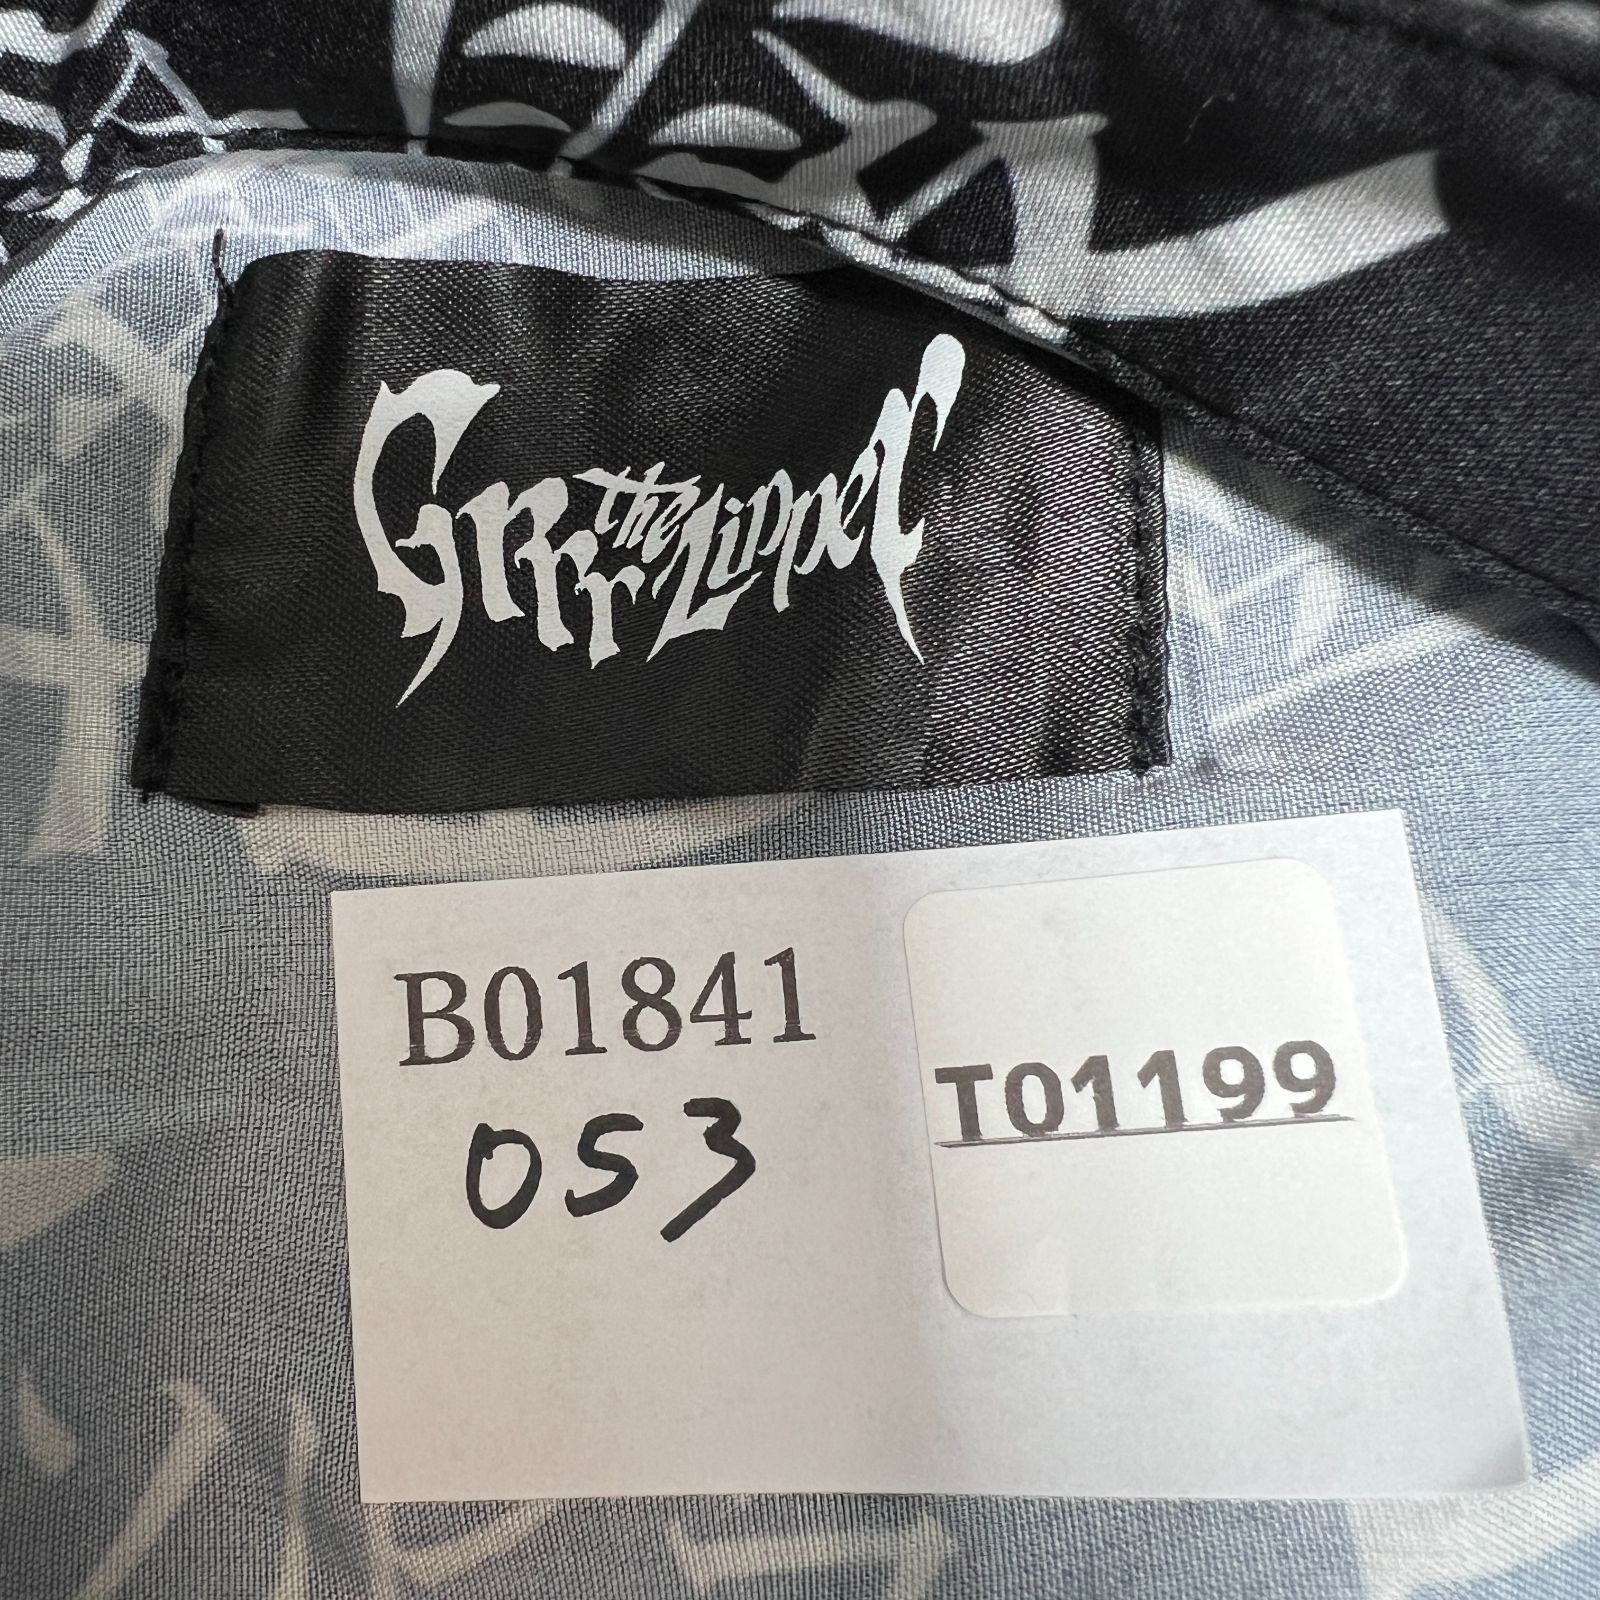 Grrr the Zipper
B01841
053
T01199